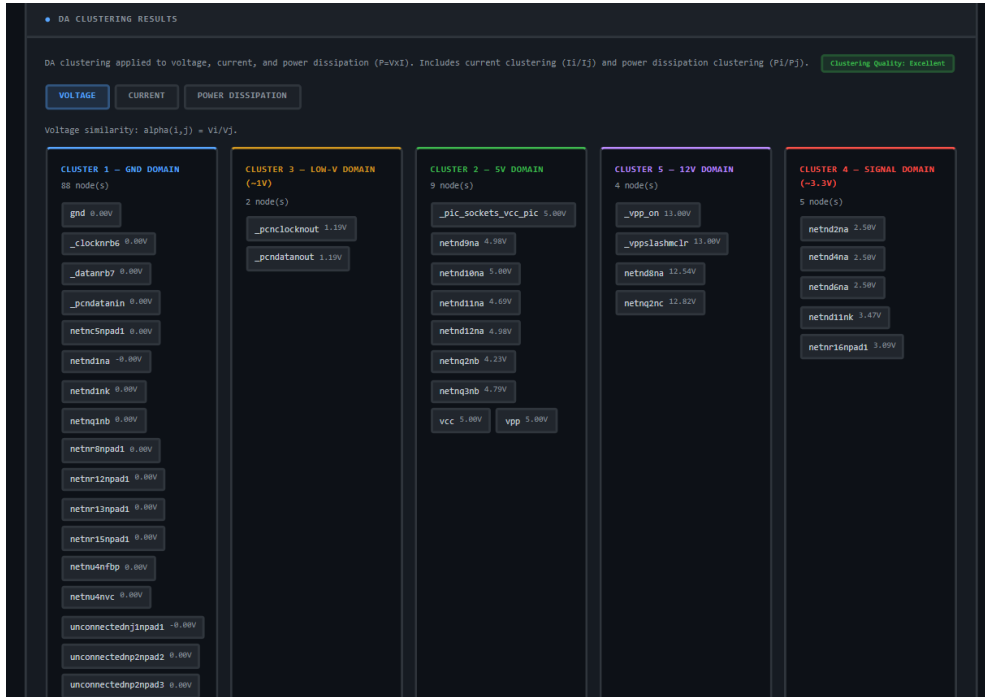 DA CLUSTERING RESULTS
DA clustering applied to voltage, current, and power dissipation (P=VxI). Includes current clustering (Ii/Ij) and power dissipation clustering (Pi/Pj).
Clustering Quality: Excellent
VOLTAGE CURRENT POWER DISSIPATION
Voltage similarity: alpha(i,j) = Vi/Vj.
CLUSTER 1 — GND DOMAIN
88 node(s)
gnd 0.00V
_clocknrb6 0.00V
_datanrb7 0.00V
_pcndatanin 0.00V
netnc5npad1 0.00V
netnd1na -0.00V
netnd1nk 0.00V
netnq1nb 0.00V
netnr8npad1 0.00V
netnr12npad1 0.00V
netnr13npad1 0.00V
netnr15npad1 0.00V
netnu4nfbp 0.00V
netnu4nvc 0.00V
unconnectednj1npad1 -0.00V
unconnectednp2npad2 0.00V
unconnectednp2npad3 0.00V
CLUSTER 3 — LOW-V DOMAIN
(~1V)
2 node(s)
_pcnclocknout 1.19V
_pcndatanout 1.19V
CLUSTER 2 — 5V DOMAIN
9 node(s)
_pic_sockets_vcc_pic 5.00V
netnd9na 4.98V
netnd10na 5.00V
netnd11na 4.69V
netnd12na 4.98V
netnq2nb 4.23V
netnq3nb 4.79V
vcc 5.00V vpp 5.00V
CLUSTER 5 — 12V DOMAIN
4 node(s)
_vpp_on 13.00V
_vppslashmclr 13.00V
netnd8na 12.54V
netnq2nc 12.82V
CLUSTER 4 — SIGNAL DOMAIN
(~3.3V)
5 node(s)
netnd2na 2.50V
netnd4na 2.50V
netnd6na 2.50V
netnd11nk 3.47V
netnr16npad1 3.09V